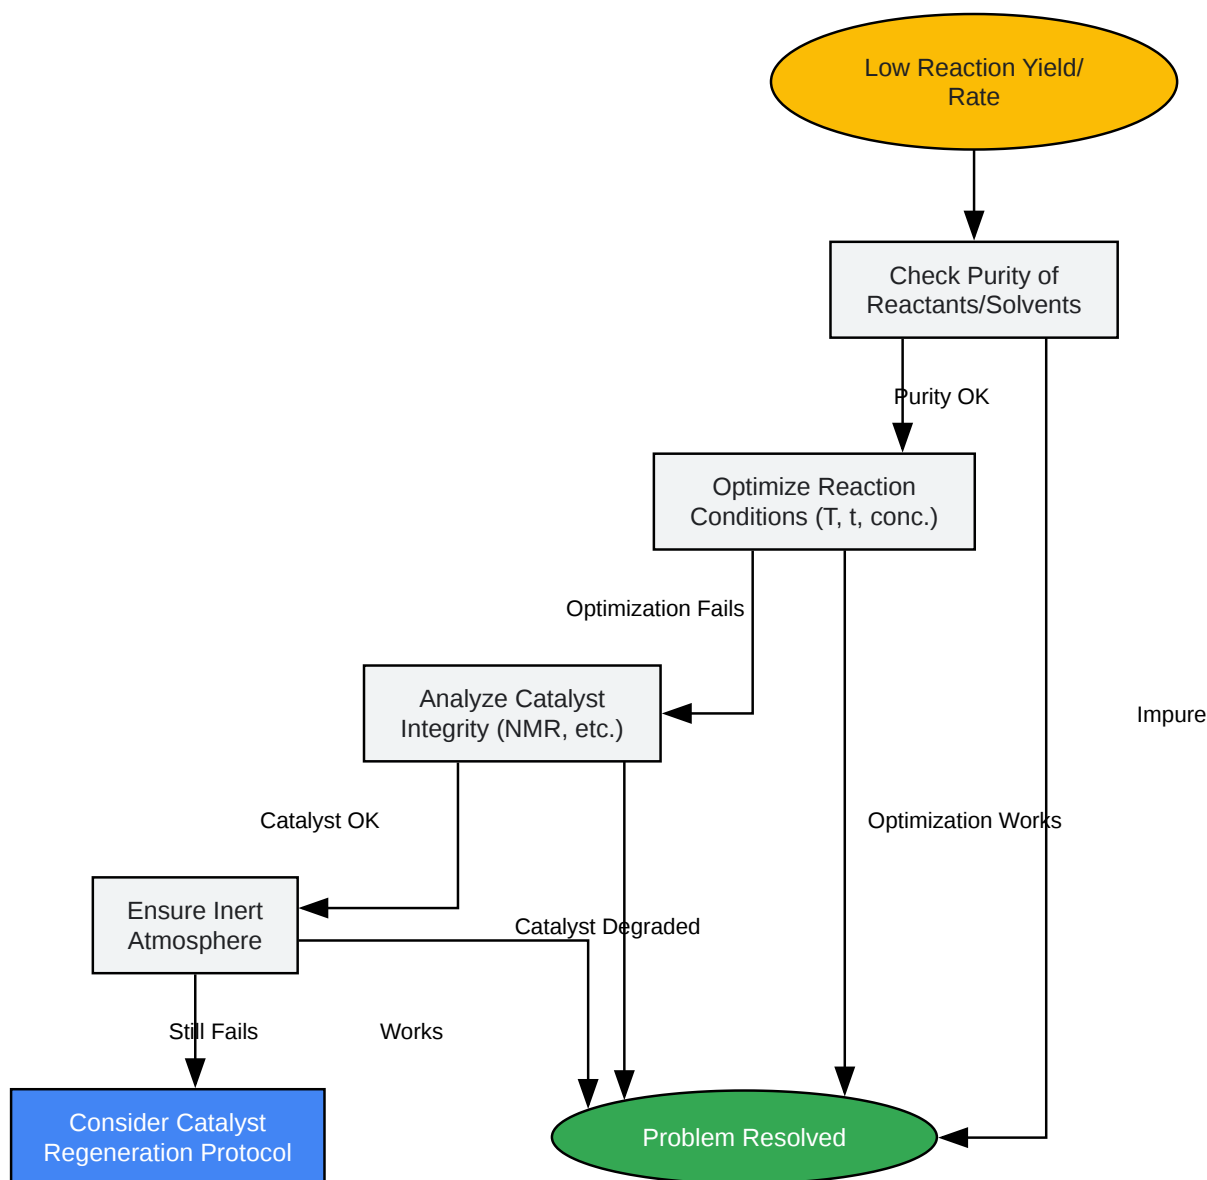 Low Reaction Yield/
Rate
Check Purity of
Reactants/Solvents
Purity OK
Optimize Reaction
Conditions (T, t, conc.)
Optimization Fails
Analyze Catalyst
Integrity (NMR, etc.)
Impure
Catalyst OK
Optimization Works
Ensure Inert
Atmosphere
Catalyst Degraded
Still Fails
Works
Consider Catalyst
Regeneration Protocol
Problem Resolved